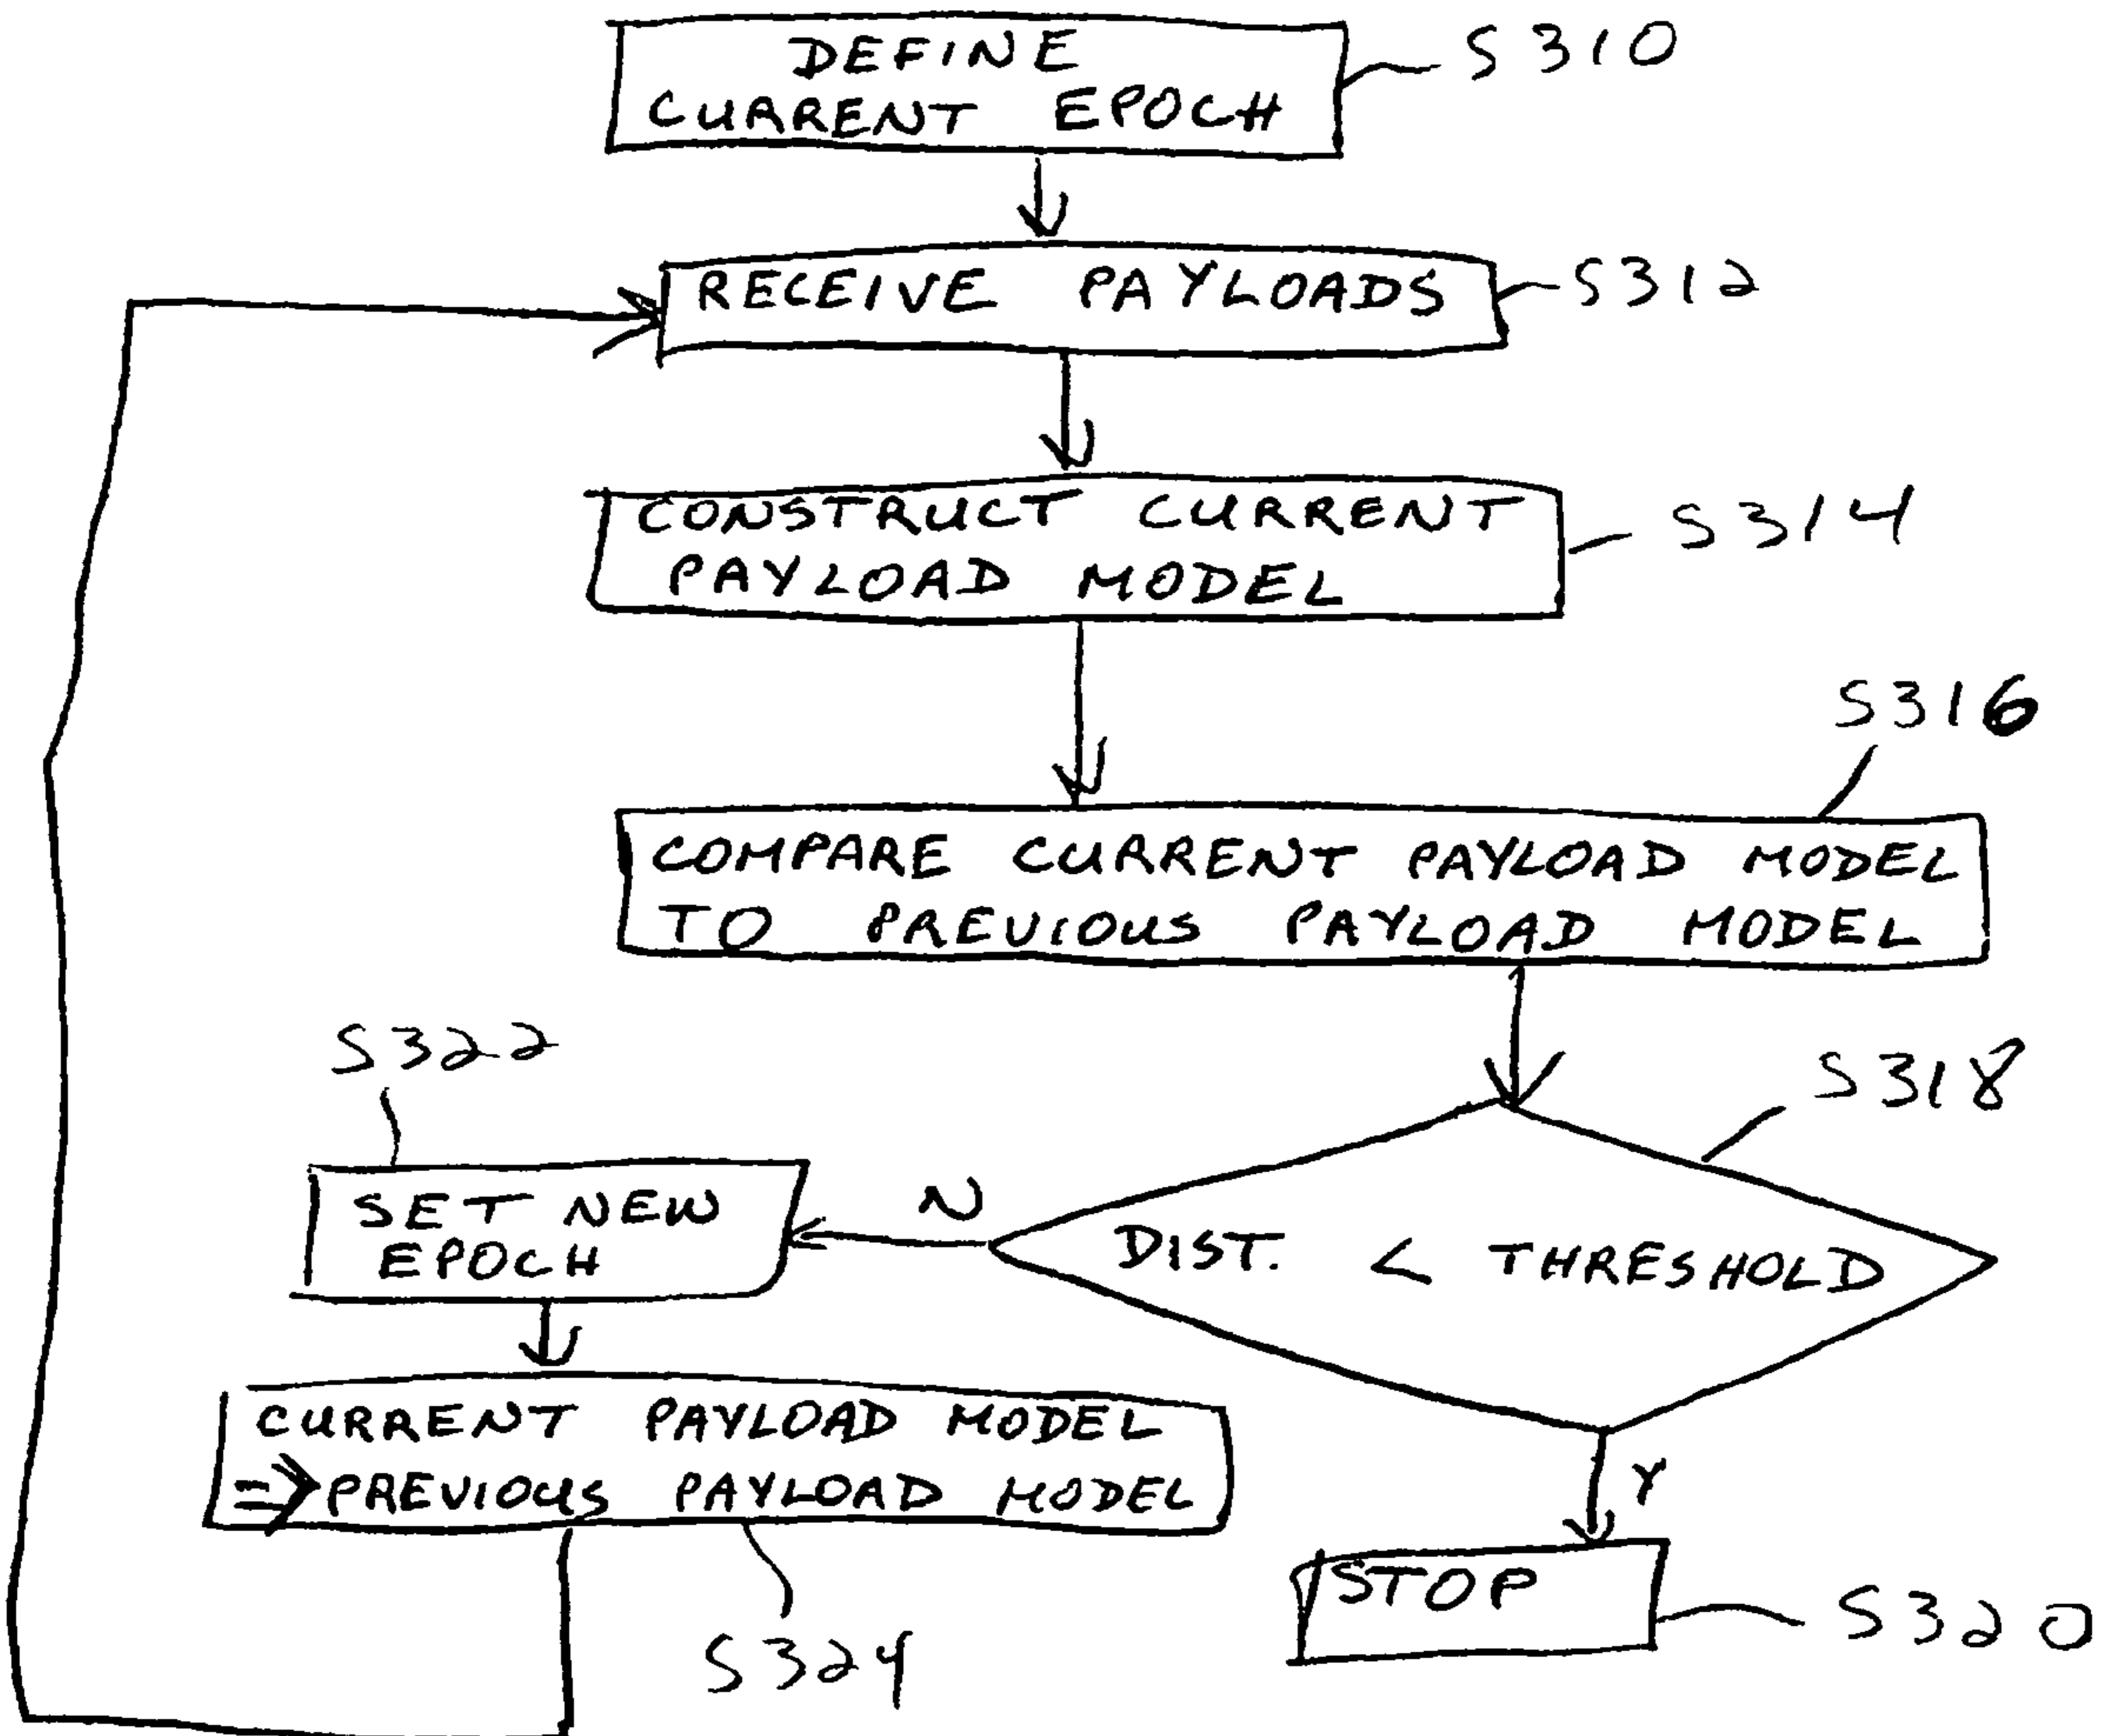 DEFINE
CURRENT EPOCH
S310
RECEIVE PAYLOADS
S312
CONSTRUCT CURRENT
PAYLOAD MODEL
S314
S316
COMPARE CURRENT PAYLOAD MODEL
TO PREVIOUS PAYLOAD MODEL
S322
S318
SET NEW
EPOCH
N
DIST. < THRESHOLD
CURRENT PAYLOAD MODEL
⇒ PREVIOUS PAYLOAD MODEL
Y
STOP
S320
S324